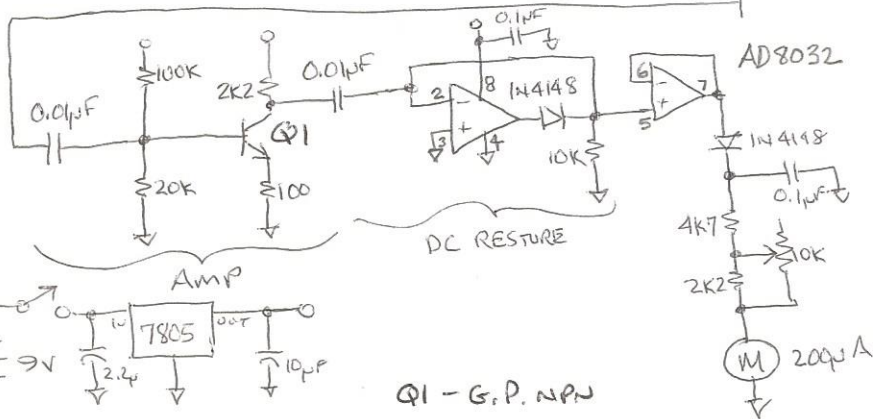 0.01µF
100K
20K
2K2
Q1
100
0.01µF
0.1µF
2
3
8
4
1N4148
10K
6
5
7
AD8032
1N4148
0.1µF
4K7
10K
2K2
M 200µA
AMP
DC RESTURE
9V
2.2µ
IN 7805 OUT
10µF
Q1 - G.P. NPN